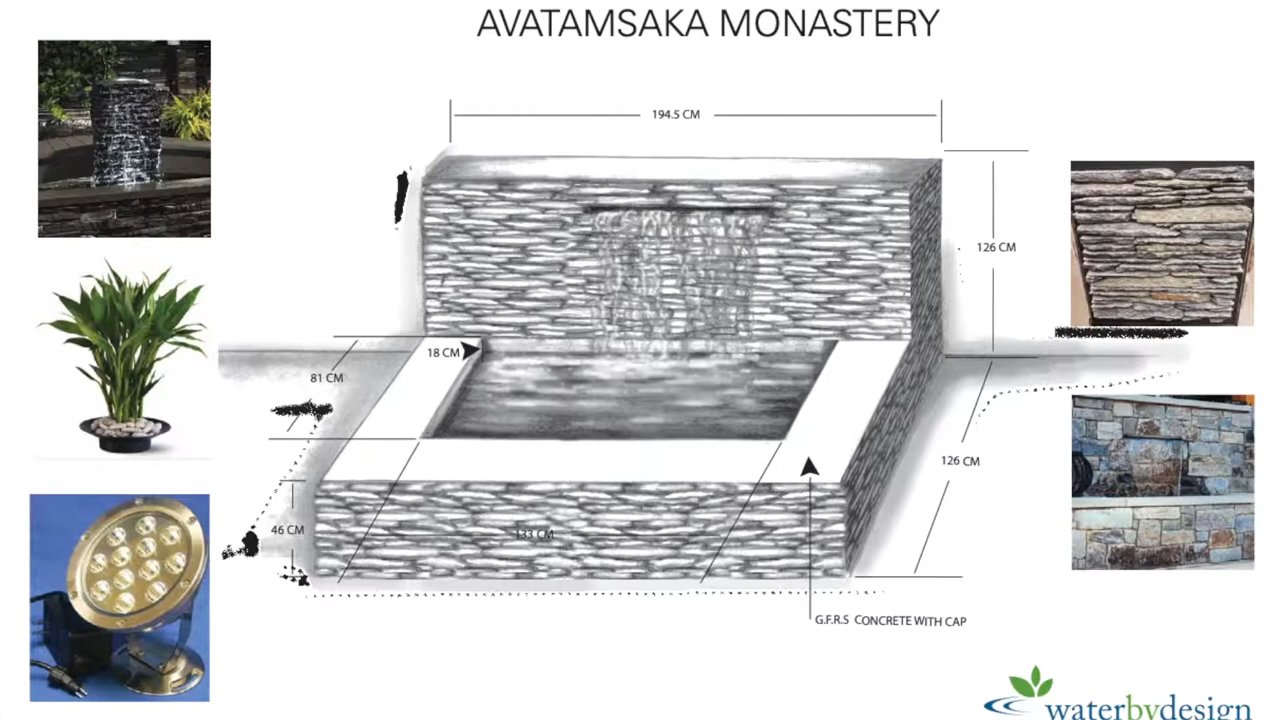 AVATAMSAKA MONASTERY
194.5 CM
126 CM
18 CM
81 CM
126 CM
46 CM
133 CM
G.F.R.S CONCRETE WITH CAP
waterbydesign